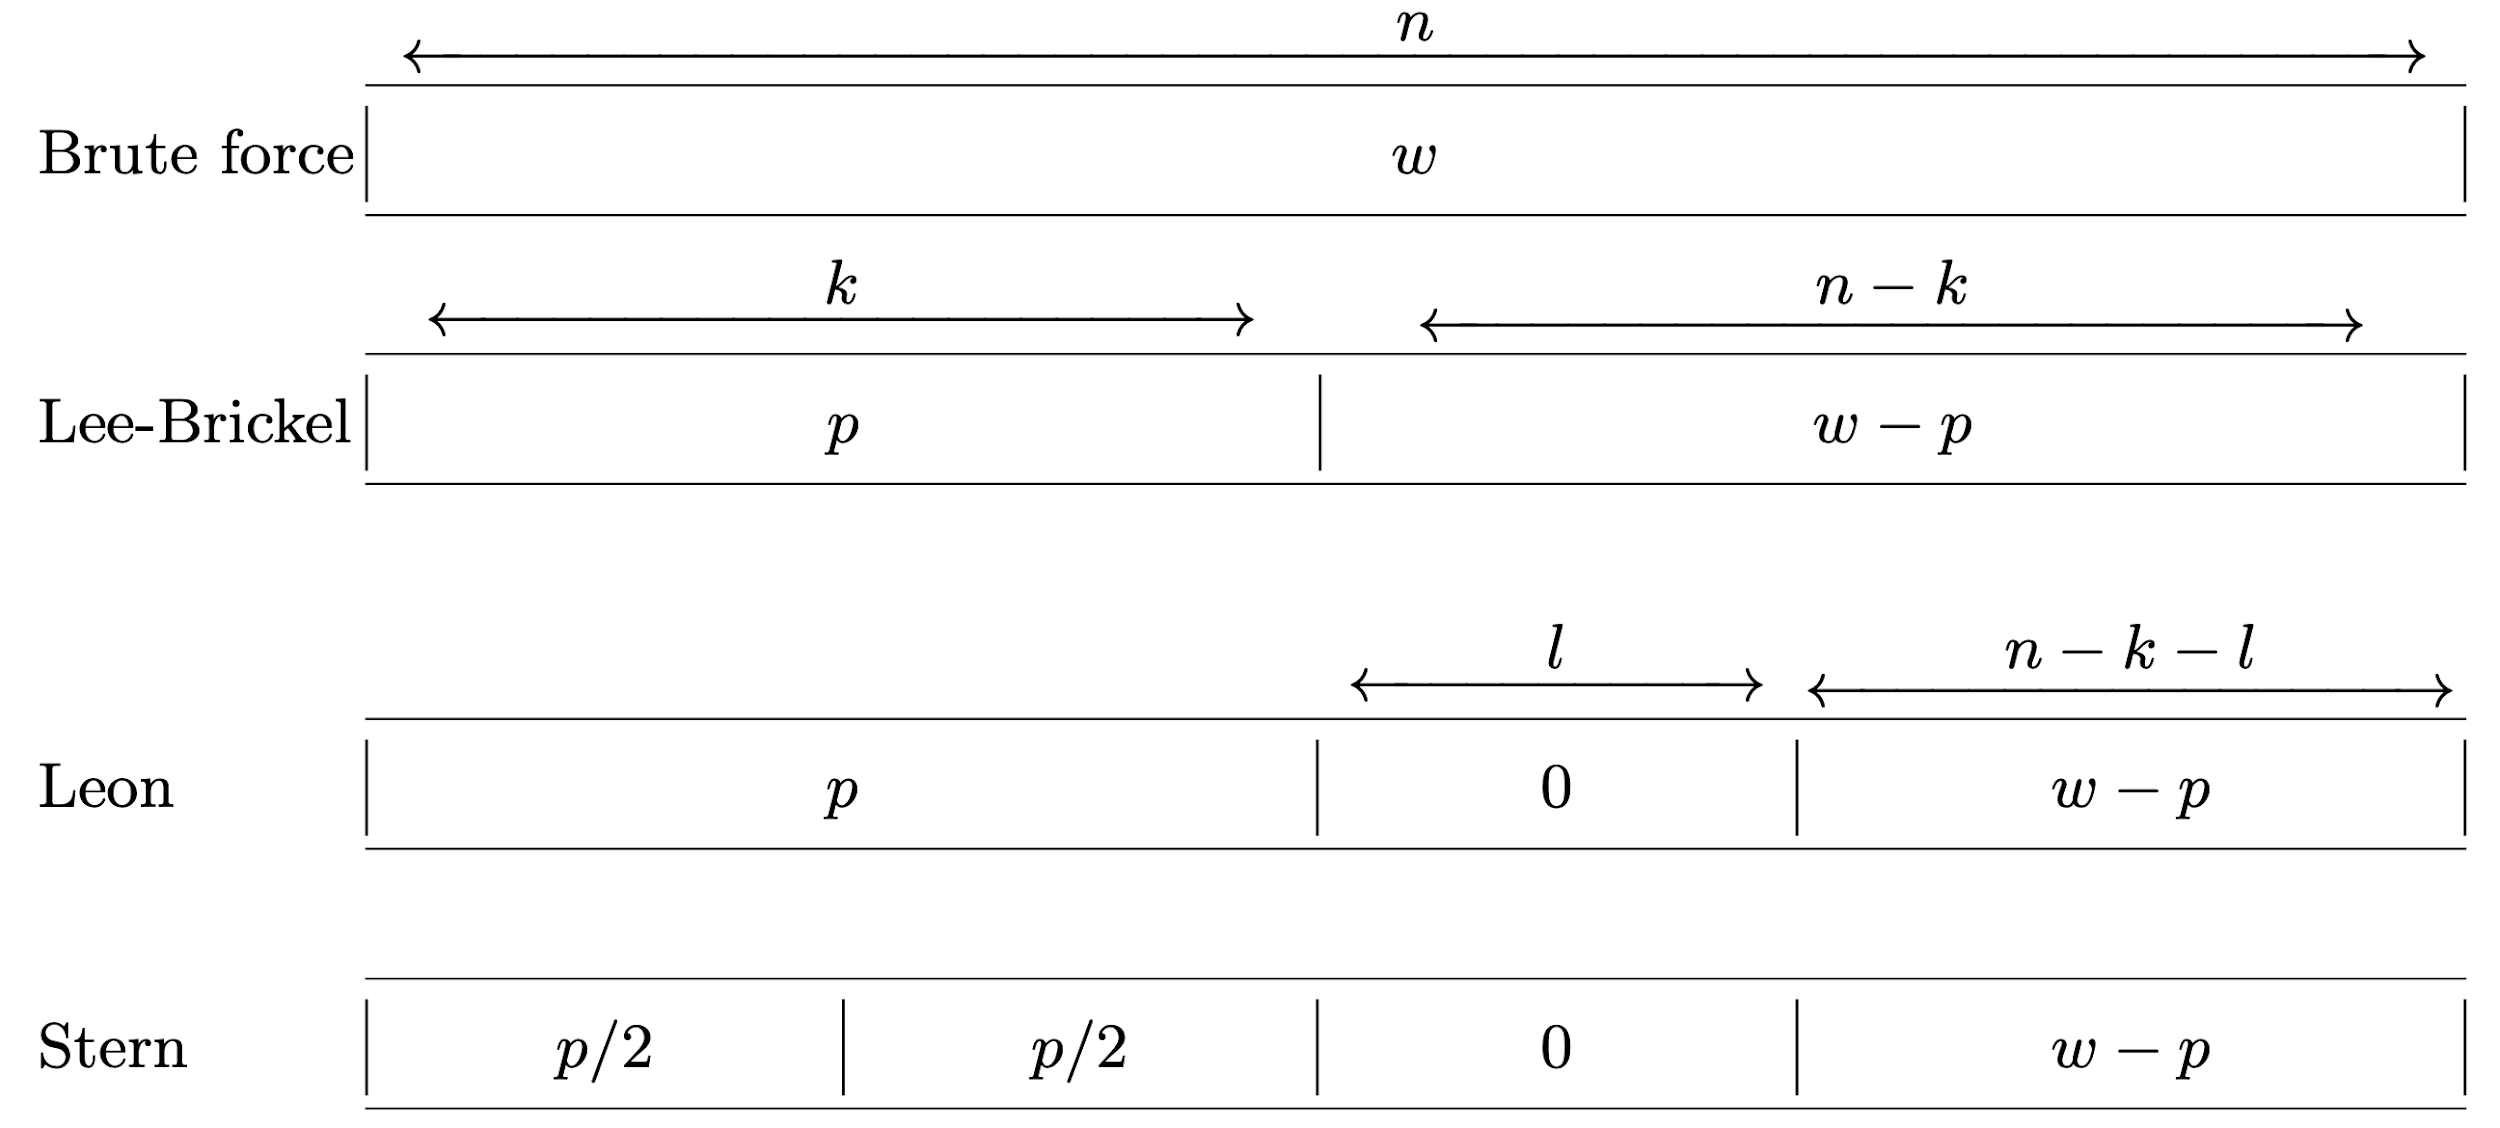 n
Brute force w
k n − k
Lee-Brickel p w − p
l n − k − l
Leon p 0 w − p
Stern p/2 p/2 0 w − p